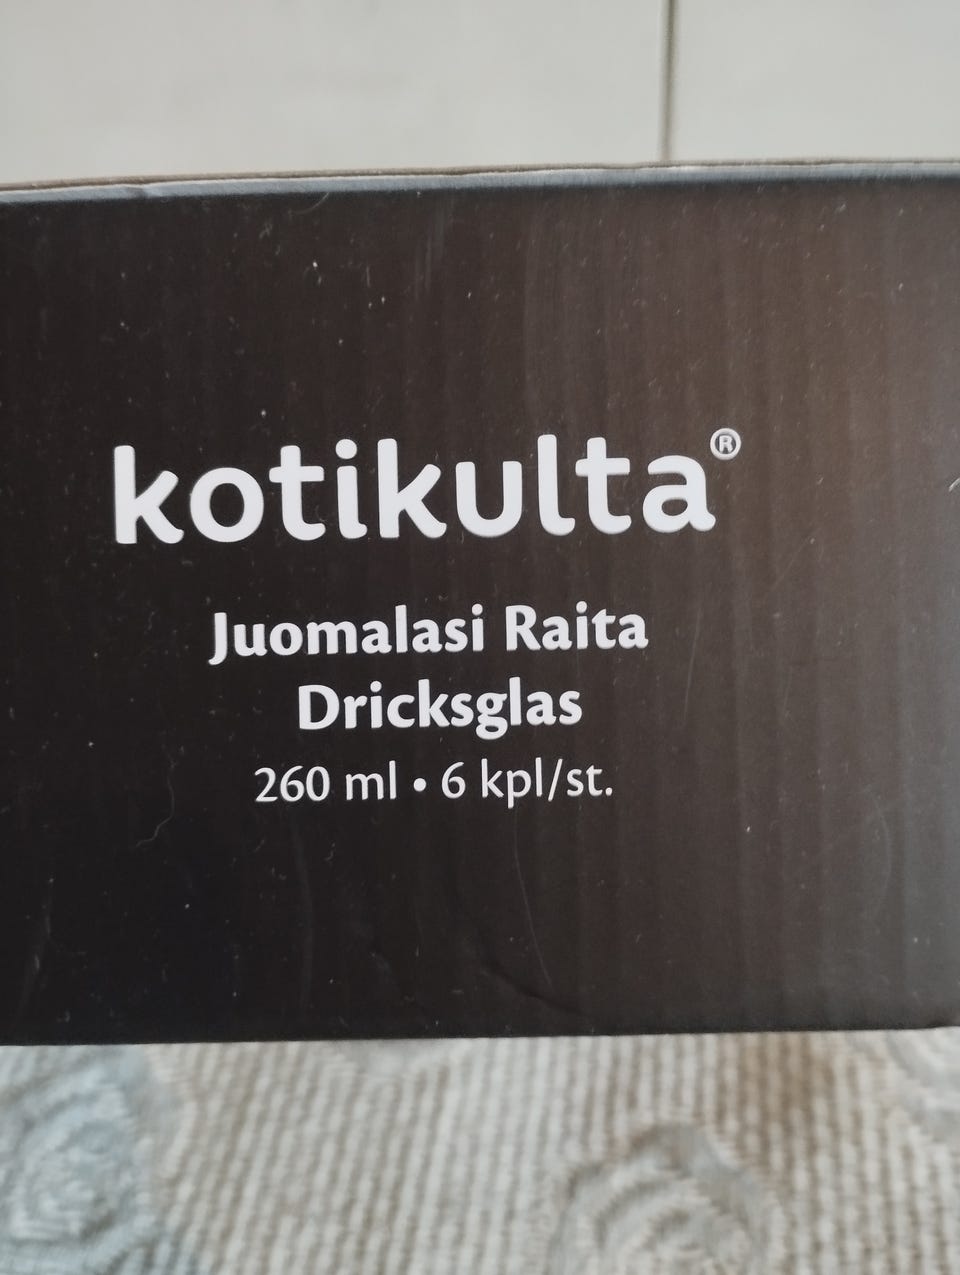 kotikulta®
Juomalasi Raita
Dricksglas
260 ml • 6 kpl/st.